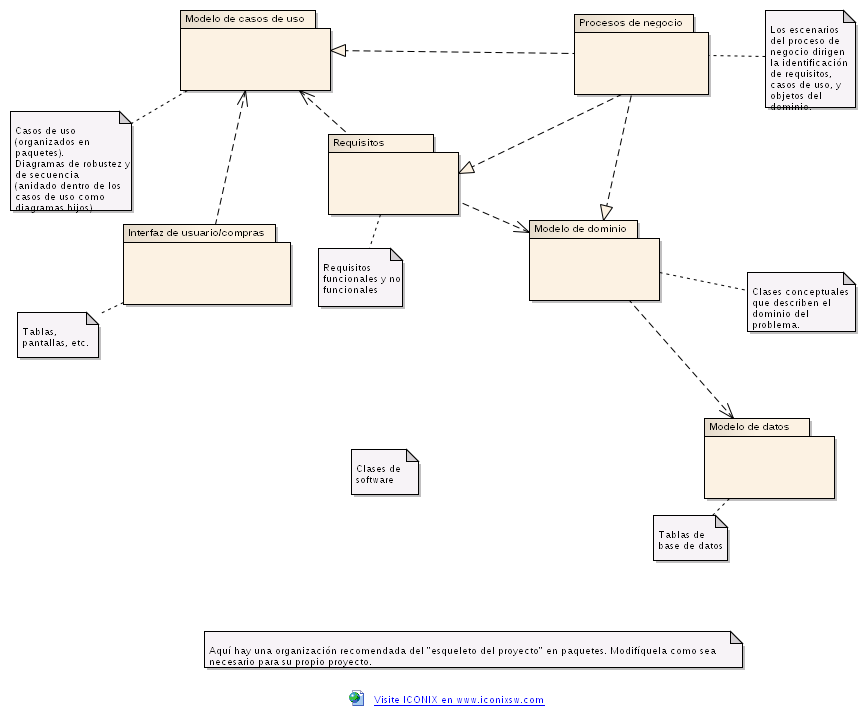 Modelo de casos de uso
Procesos de negocio
Los escenarios
del proceso de
negocio dirigen
la identificación
de requisitos,
casos de uso, y
objetos del
dominio.
Casos de uso
(organizados en
paquetes).
Diagramas de robustez y
de secuencia
(anidado dentro de los
casos de uso como
diagramas hijos)
Requisitos
Interfaz de usuario/compras
Modelo de dominio
Requisitos
funcionales y no
funcionales
Clases conceptuales
que describen el
dominio del
problema.
Tablas,
pantallas, etc.
Modelo de datos
Clases de
software
Tablas de
base de datos
Aquí hay una organización recomendada del "esqueleto del proyecto" en paquetes. Modifíquela como sea
necesario para su propio proyecto.
Visite ICONIX en www.iconixsw.com